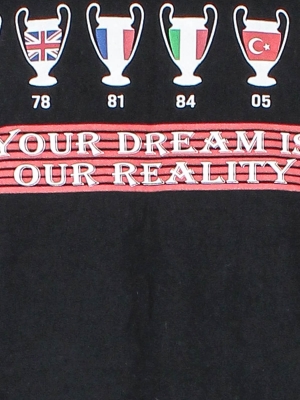 78 81 84 05
YOUR DREAM IS
OUR REALITY